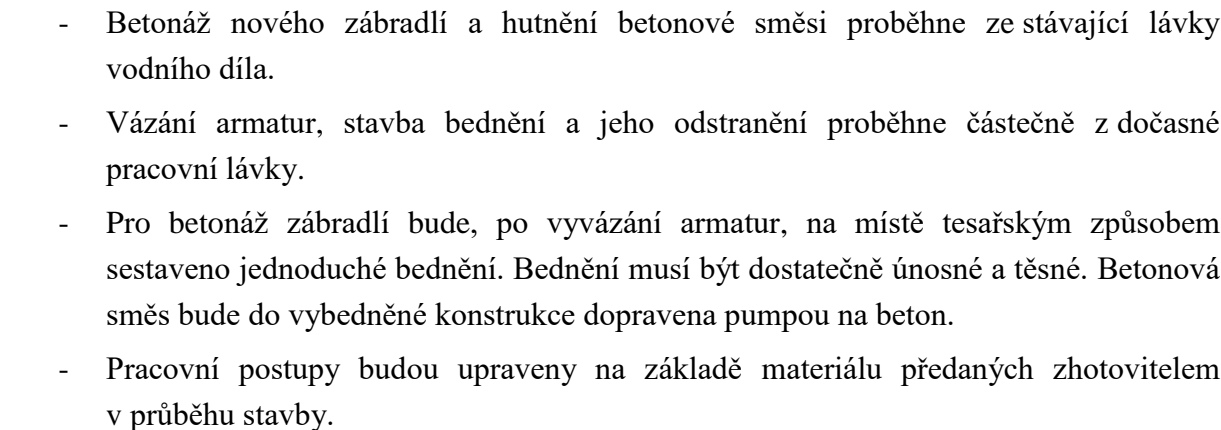 - Betonáž nového zábradlí a hutnění betonové směsi proběhne ze stávající lávky
vodního díla.
- Vázání armatur, stavba bednění a jeho odstranění proběhne částečně z dočasné
pracovní lávky.
- Pro betonáž zábradlí bude, po vyvázání armatur, na místě tesařským způsobem
sestaveno jednoduché bednění. Bednění musí být dostatečně únosné a těsné. Betonová
směs bude do vybedněné konstrukce dopravena pumpou na beton.
- Pracovní postupy budou upraveny na základě materiálu předaných zhotovitelem
v průběhu stavby.